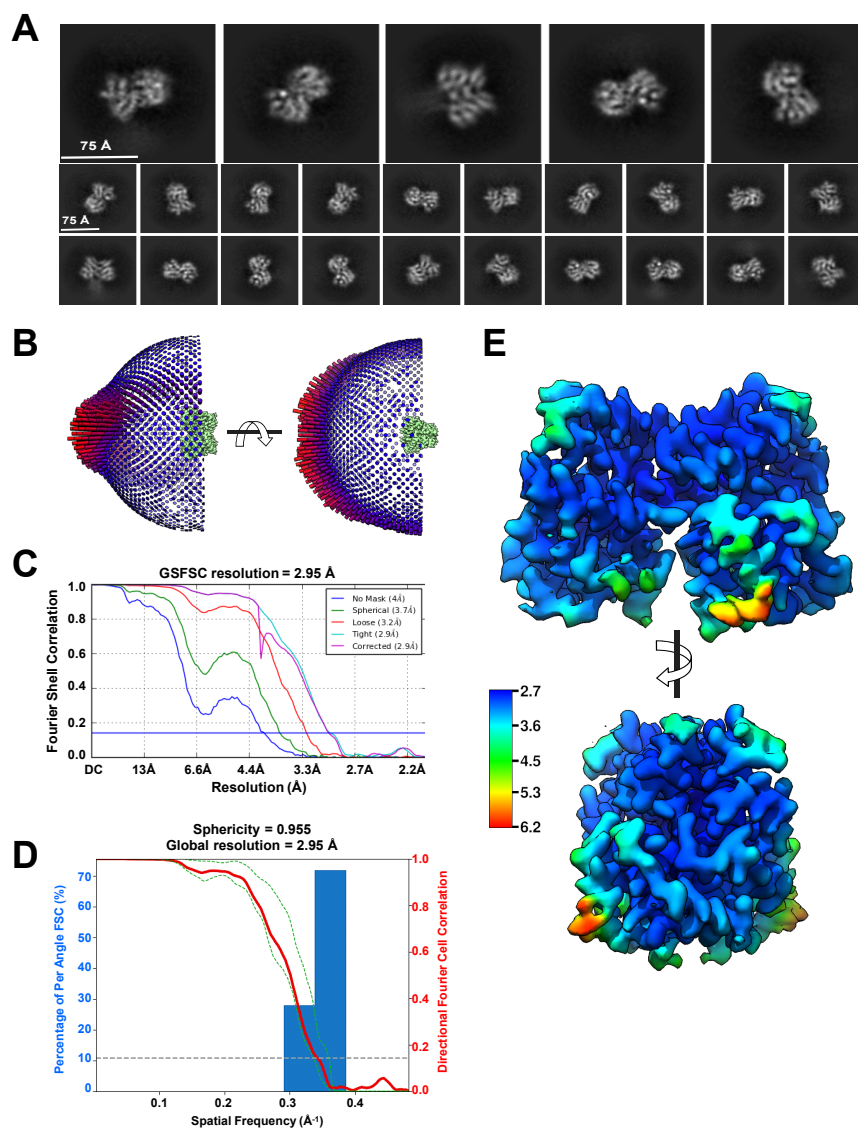 A
75 Å
75 Å
B
E
C
GSFSC resolution = 2.95 Å
Fourier Shell Correlation
1.0
0.8
0.6
0.4
0.2
0.0
No Mask (4Å)
Spherical (3.7Å)
Loose (3.2Å)
Tight (2.9Å)
Corrected (2.9Å)
DC
13Å
6.6Å
4.4Å
3.3Å
2.7Å
2.2Å
Resolution (Å)
2.7
3.6
4.5
5.3
6.2
D
Sphericity = 0.955
Global resolution = 2.95 Å
Percentage of Per Angle FSC (%)
70
60
50
40
30
20
10
0
1.0
0.8
0.6
0.4
0.2
0.0
Directional Fourier Cell Correlation
0.1
0.2
0.3
0.4
Spatial Frequency (Å⁻¹)